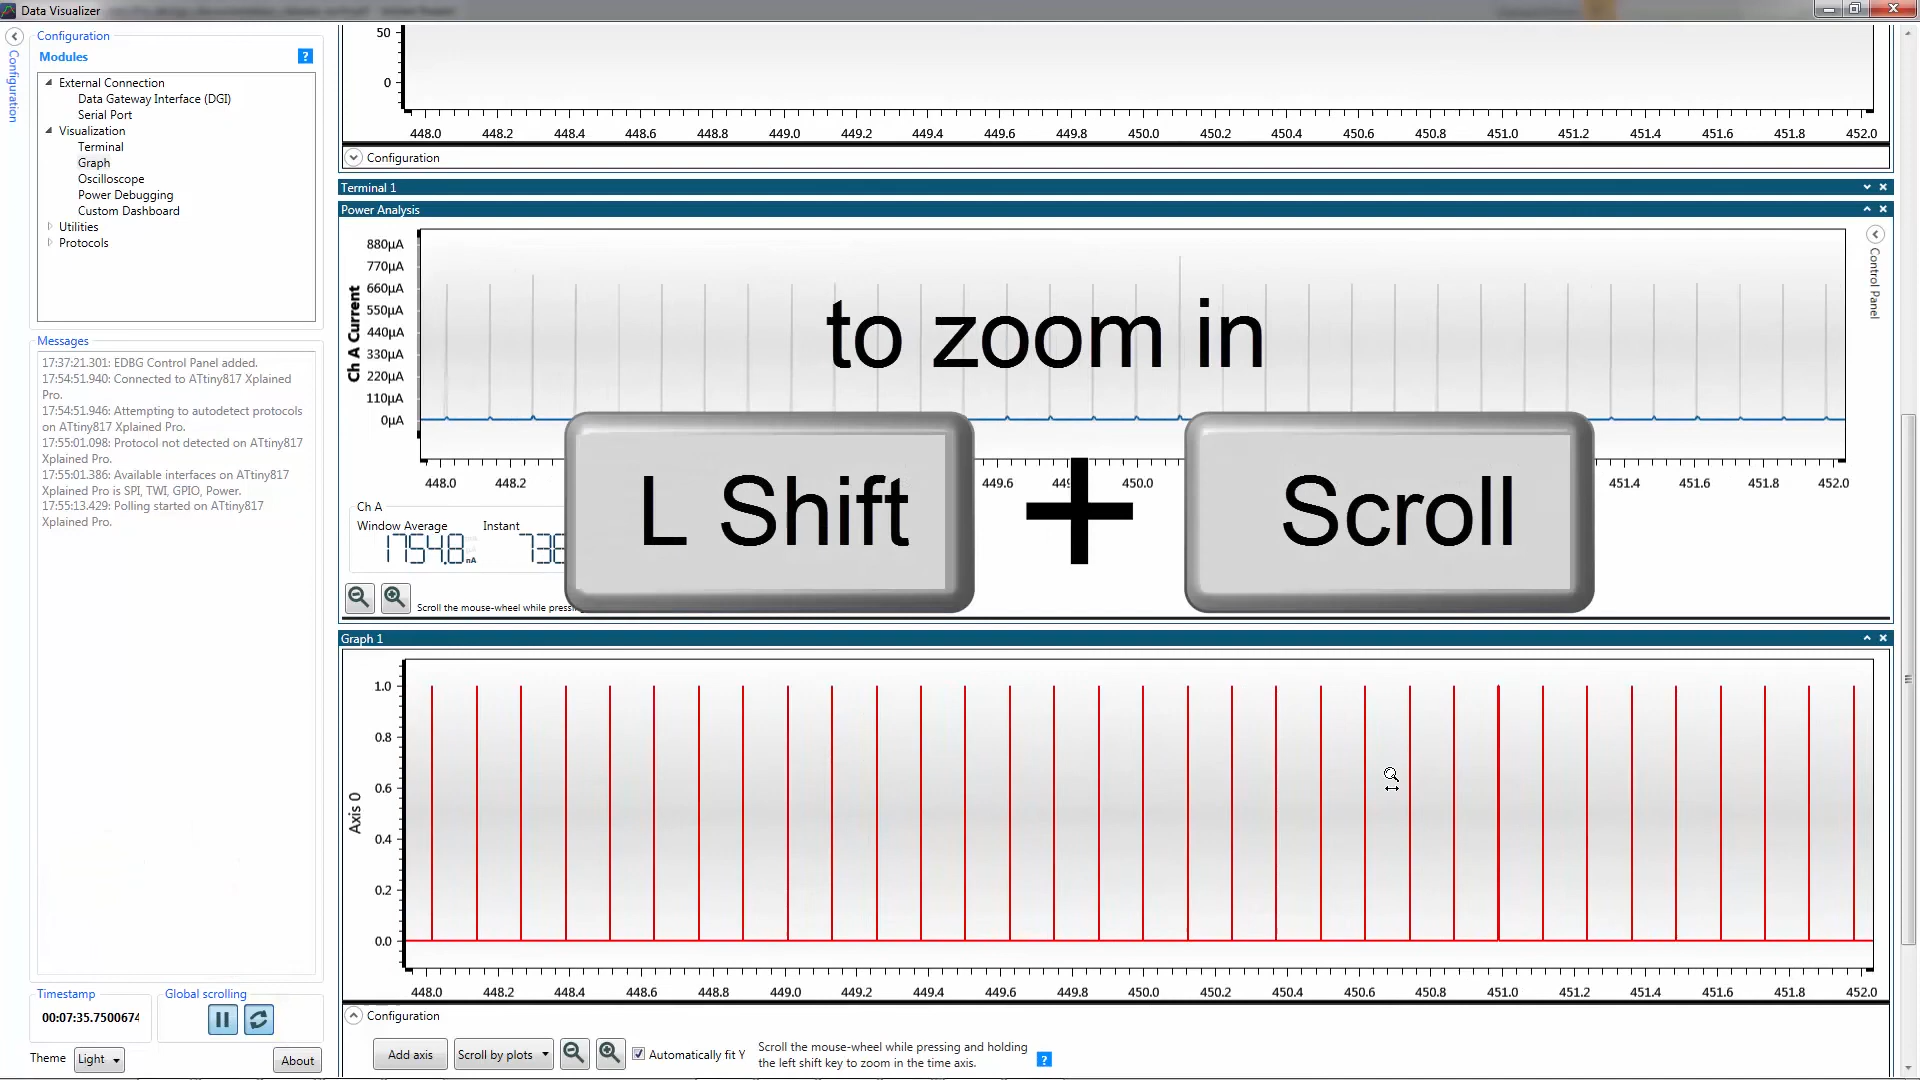 Data Visualizer
Configuration
Configuration
Modules
?
External Connection
Data Gateway Interface (DGI)
Serial Port
Visualization
Terminal
Graph
Oscilloscope
Power Debugging
Custom Dashboard
Utilities
Protocols
Messages
17:37:21.301: EDBG Control Panel added.
17:54:51.940: Connected to ATtiny817 Xplained
Pro.
17:54:51.946: Attempting to autodetect protocols
on ATtiny817 Xplained Pro.
17:55:01.098: Protocol not detected on ATtiny817
Xplained Pro.
17:55:01.386: Available interfaces on ATtiny817
Xplained Pro is SPI, TWI, GPIO, Power.
17:55:13.429: Polling started on ATtiny817
Xplained Pro.
Timestamp
00:07:35.7500674
Global scrolling
Theme
Light
About
50
0
448.0 448.2 448.4 448.6 448.8 449.0 449.2 449.4 449.6 449.8 450.0 450.2 450.4 450.6 450.8 451.0 451.2 451.4 451.6 451.8 452.0
Configuration
Terminal 1
Power Analysis
Control Panel
Ch A Current
880µA
770µA
660µA
550µA
440µA
330µA
220µA
110µA
0µA
to zoom in
L Shift + Scroll
448.0 448.2 449.6 450.0 451.4 451.6 451.8 452.0
Ch A
Window Average Instant
1754.8 nA
Scroll the mouse-wheel while
Graph 1
Axis 0
1.0
0.8
0.6
0.4
0.2
0.0
448.0 448.2 448.4 448.6 448.8 449.0 449.2 449.4 449.6 449.8 450.0 450.2 450.4 450.6 450.8 451.0 451.2 451.4 451.6 451.8 452.0
Configuration
Add axis
Scroll by plots
Automatically fit Y
Scroll the mouse-wheel while pressing and holding
the left shift key to zoom in the time axis.
?